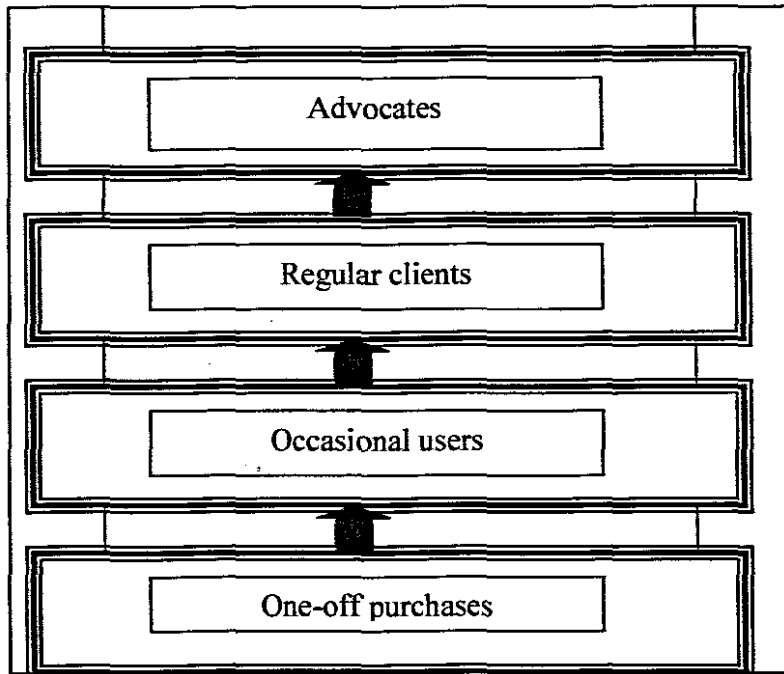 Advocates
Regular clients
Occasional users
One-off purchases